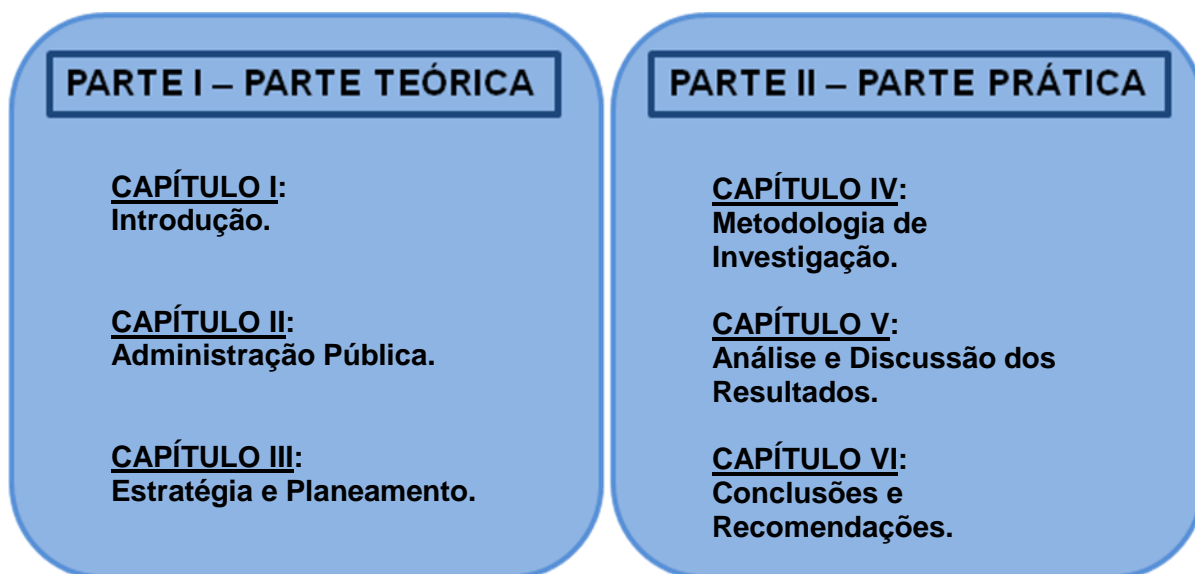 PARTE I – PARTE TEÓRICA
CAPÍTULO I:
Introdução.
CAPÍTULO II:
Administração Pública.
CAPÍTULO III:
Estratégia e Planeamento.
PARTE II – PARTE PRÁTICA
CAPÍTULO IV:
Metodologia de
Investigação.
CAPÍTULO V:
Análise e Discussão dos
Resultados.
CAPÍTULO VI:
Conclusões e
Recomendações.